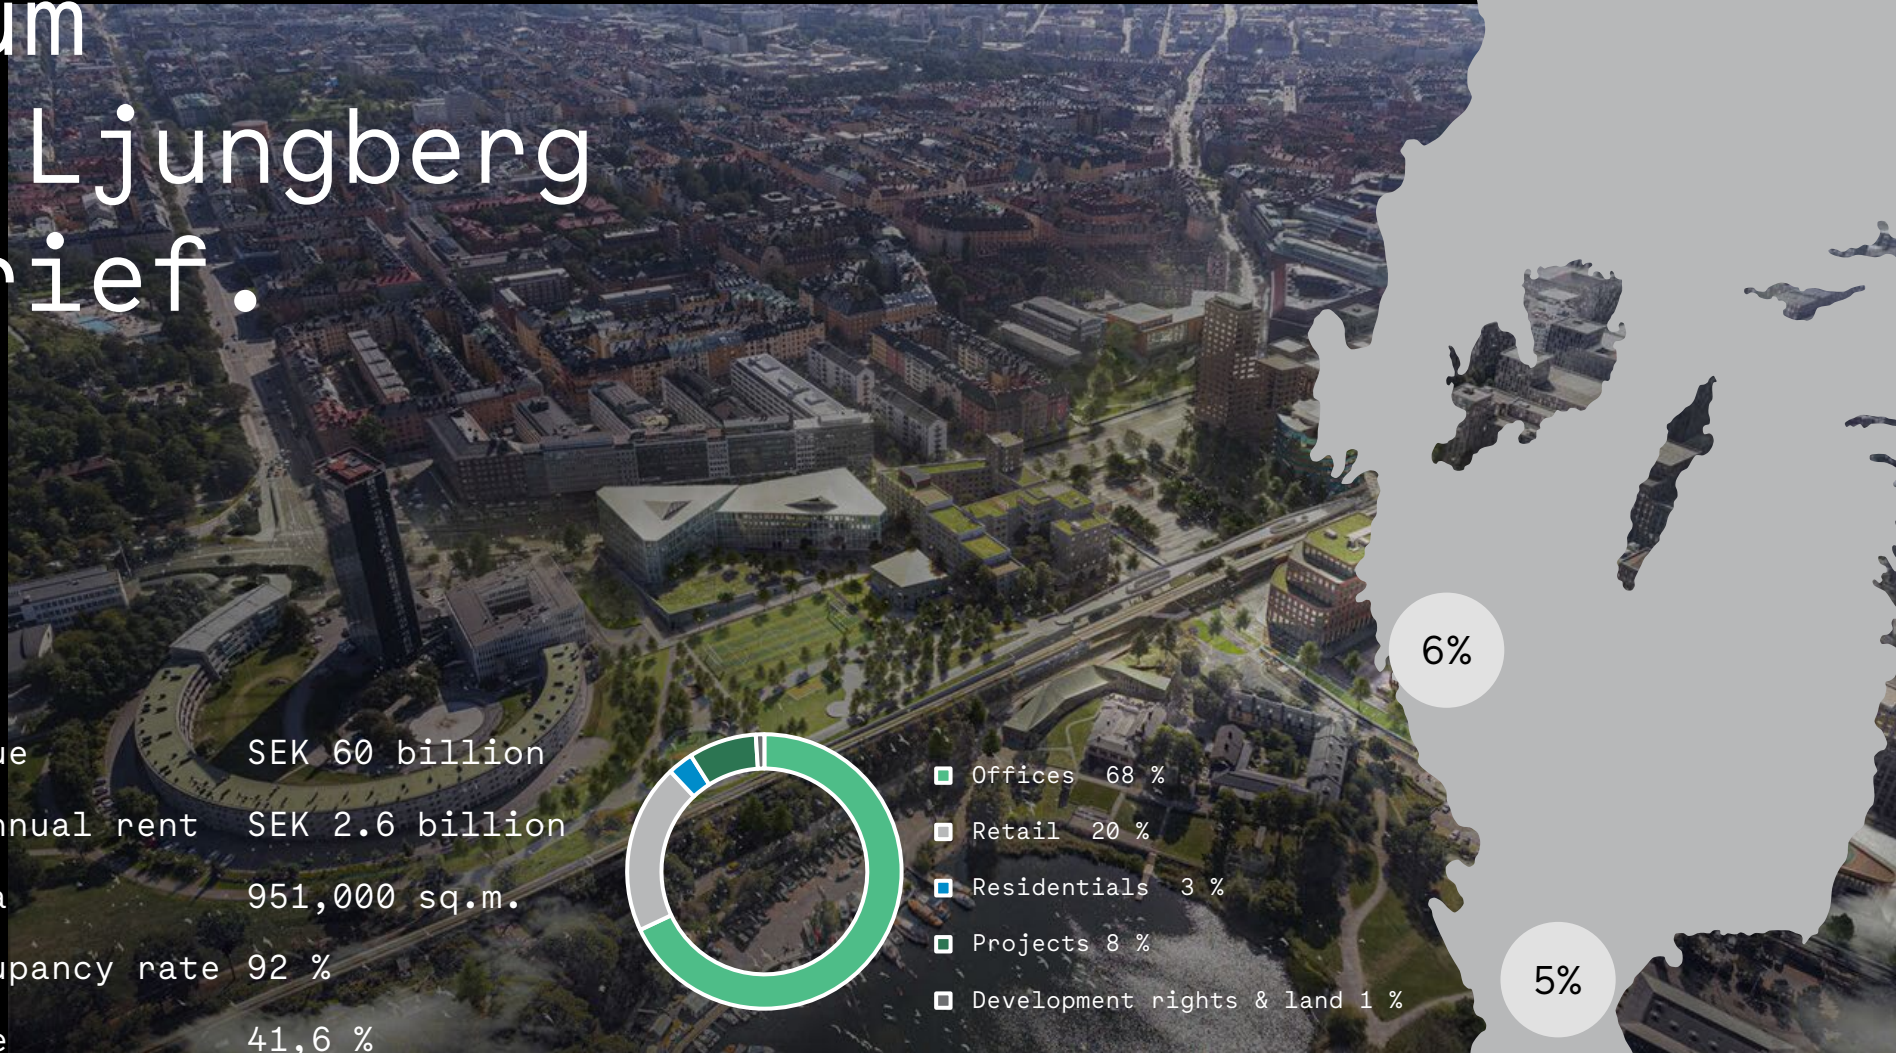 um
Ljungberg
rief.
ue SEK 60 billion
nnual rent SEK 2.6 billion
a 951,000 sq.m.
upancy rate 92 %
e 41,6 %
Offices 68 %
Retail 20 %
Residentials 3 %
Projects 8 %
Development rights & land 1 %
6%
5%